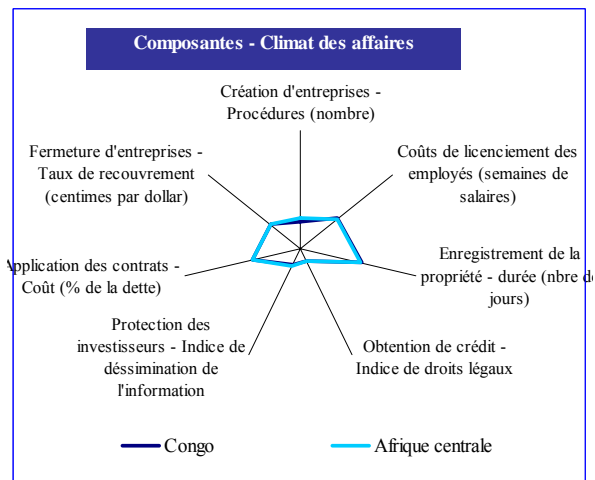 Composantes - Climat des affaires
Création d'entreprises -
Procédures (nombre)
Coûts de licenciement des
employés (semaines de
salaires)
Enregistrement de la
propriété - durée (nbre de
jours)
Obtention de crédit -
Indice de droits légaux
Protection des
investisseurs - Indice de
déssimination de
l'information
Application des contrats -
Coût (% de la dette)
Fermeture d'entreprises -
Taux de recouvrement
(centimes par dollar)
Congo
Afrique centrale